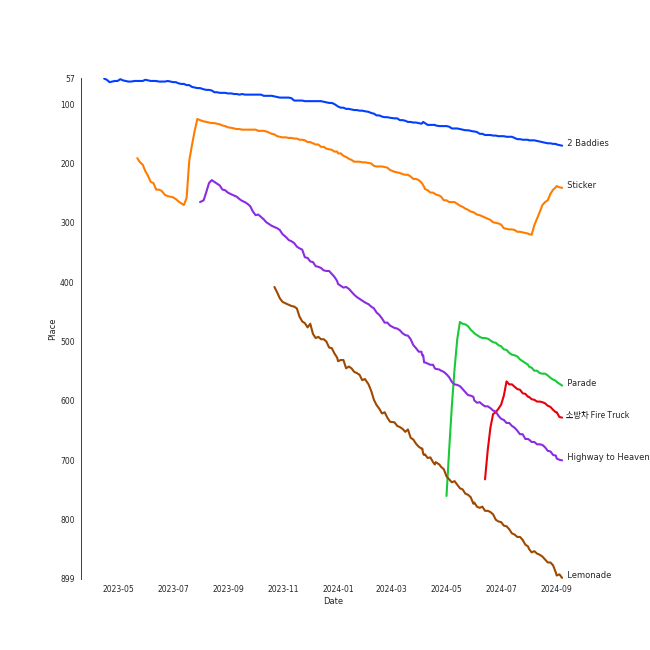 57
100
200
300
400
500
600
700
800
899
Place
2023-05
2023-07
2023-09
2023-11
2024-01
2024-03
2024-05
2024-07
2024-09
Date
2 Baddies
Sticker
Parade
소방차 Fire Truck
Highway to Heaven
Lemonade